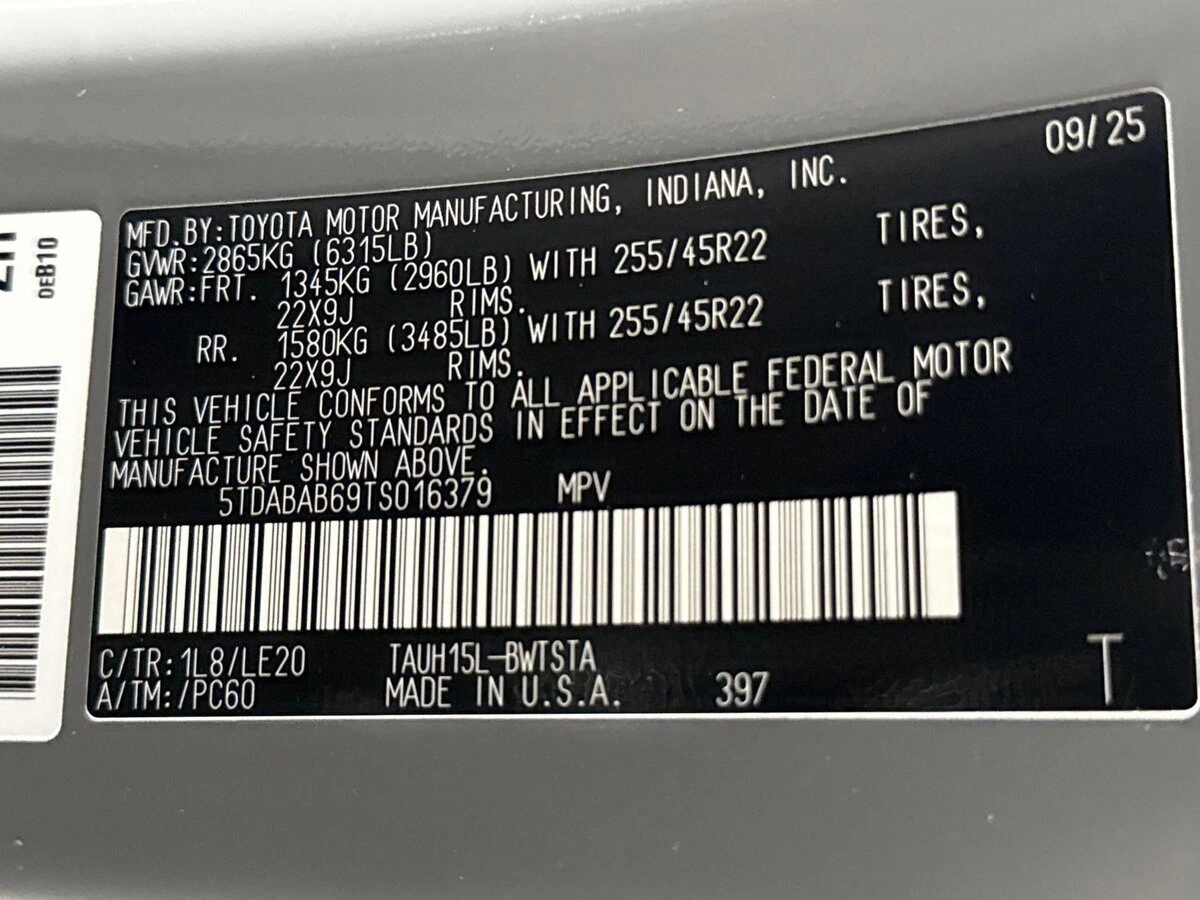 09/25
MFD.BY:TOYOTA MOTOR MANUFACTURING, INDIANA, INC.
GVWR:2865KG (6315LB)
GAWR:FRT. 1345KG (2960LB) WITH 255/45R22 TIRES,
22X9J RIMS.
RR. 1580KG (3485LB) WITH 255/45R22 TIRES,
22X9J RIMS.
THIS VEHICLE CONFORMS TO ALL APPLICABLE FEDERAL MOTOR
VEHICLE SAFETY STANDARDS IN EFFECT ON THE DATE OF
MANUFACTURE SHOWN ABOVE.
5TDABAB69TS016379 MPV
C/TR:1L8/LE20 TAUH15L-BWTSTA
A/TM:/PC60 MADE IN U.S.A. 397
T
0EB10